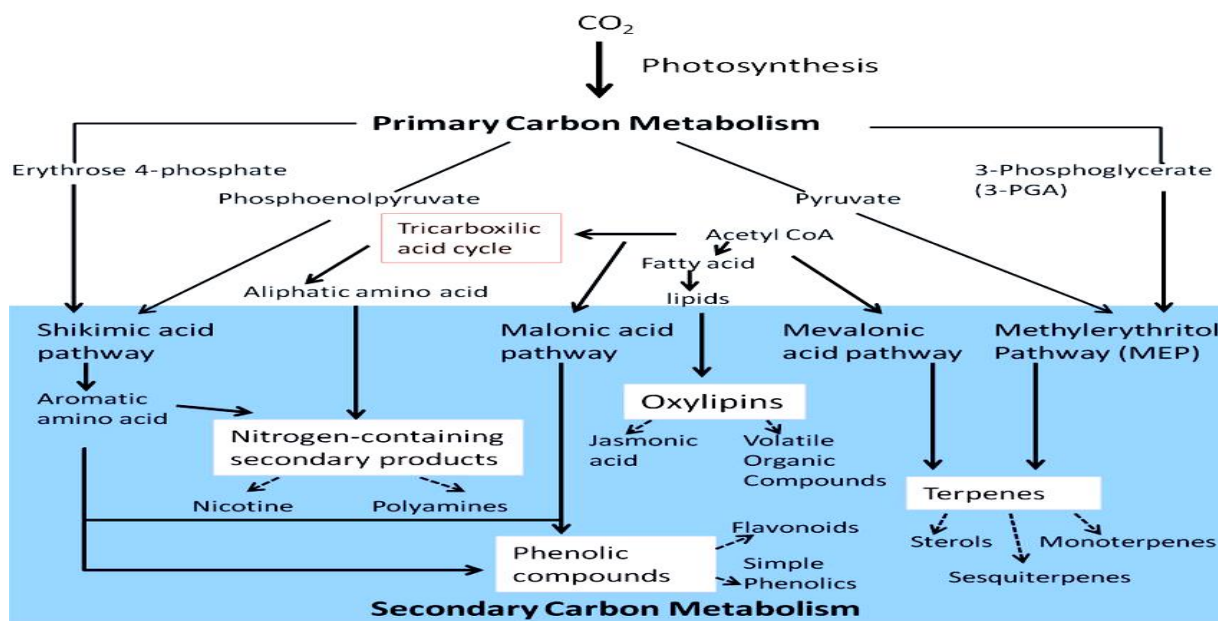 CO2
Photosynthesis
Primary Carbon Metabolism
Erythrose 4-phosphate
3-Phosphoglycerate
(3-PGA)
Phosphoenolpyruvate
Pyruvate
Tricarboxilic
acid cycle
Acetyl CoA
Fatty acid
Aliphatic amino acid
lipids
Shikimic acid
pathway
Malonic acid
pathway
Mevalonic
acid pathway
Methylerythritol
Pathway (MEP)
Aromatic
amino acid
Oxylipins
Nitrogen-containing
secondary products
Jasmonic
acid
Volatile
Organic
Compounds
Nicotine
Polyamines
Terpenes
Flavonoids
Sterols
Monoterpenes
Phenolic
compounds
Simple
Phenolics
Sesquiterpenes
Secondary Carbon Metabolism